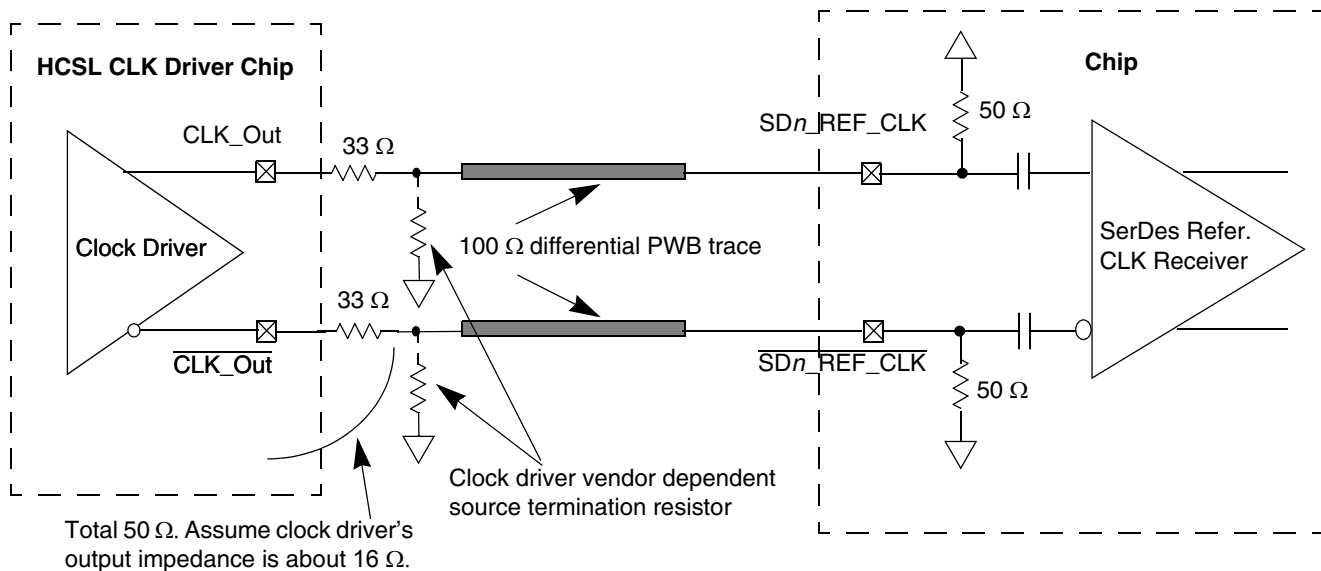 HCSL CLK Driver Chip
Chip
CLK_Out
33 Ω
SDn_REF_CLK
50 Ω
Clock Driver
100 Ω differential PWB trace
SerDes Refer.
CLK Receiver
33 Ω
CLK_Out
SDn_REF_CLK
50 Ω
Clock driver vendor dependent
source termination resistor
Total 50 Ω. Assume clock driver's
output impedance is about 16 Ω.